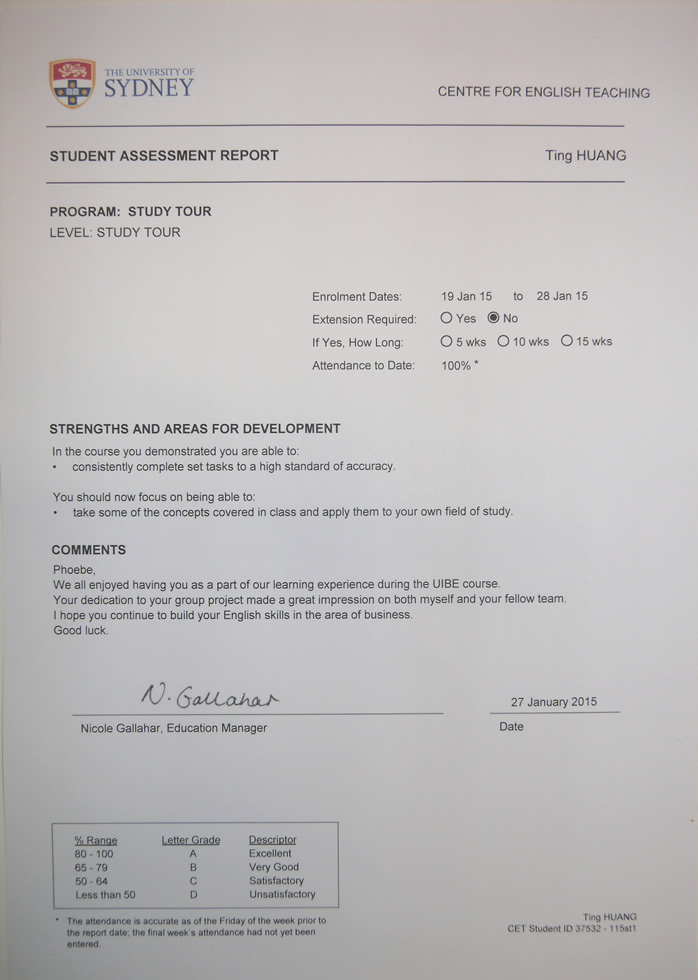 THE UNIVERSITY OF
SYDNEY
CENTRE FOR ENGLISH TEACHING
STUDENT ASSESSMENT REPORT Ting HUANG
PROGRAM: STUDY TOUR
LEVEL: STUDY TOUR
Enrolment Dates: 19 Jan 15 to 28 Jan 15
Extension Required: Yes No
If Yes, How Long: 5 wks 10 wks 15 wks
Attendance to Date: 100% *
STRENGTHS AND AREAS FOR DEVELOPMENT
In the course you demonstrated you are able to:
• consistently complete set tasks to a high standard of accuracy.
You should now focus on being able to:
• take some of the concepts covered in class and apply them to your own field of study.
COMMENTS
Phoebe,
We all enjoyed having you as a part of our learning experience during the UIBE course.
Your dedication to your group project made a great impression on both myself and your fellow team.
I hope you continue to build your English skills in the area of business.
Good luck.
N. Gallahar
27 January 2015
Nicole Gallahar, Education Manager Date
% Range Letter Grade Descriptor
80 - 100 A Excellent
65 - 79 B Very Good
50 - 64 C Satisfactory
Less than 50 D Unsatisfactory
* The attendance is accurate as of the Friday of the week prior to
the report date; the final week's attendance had not yet been
entered.
Ting HUANG
CET Student ID 37532 - 115st1